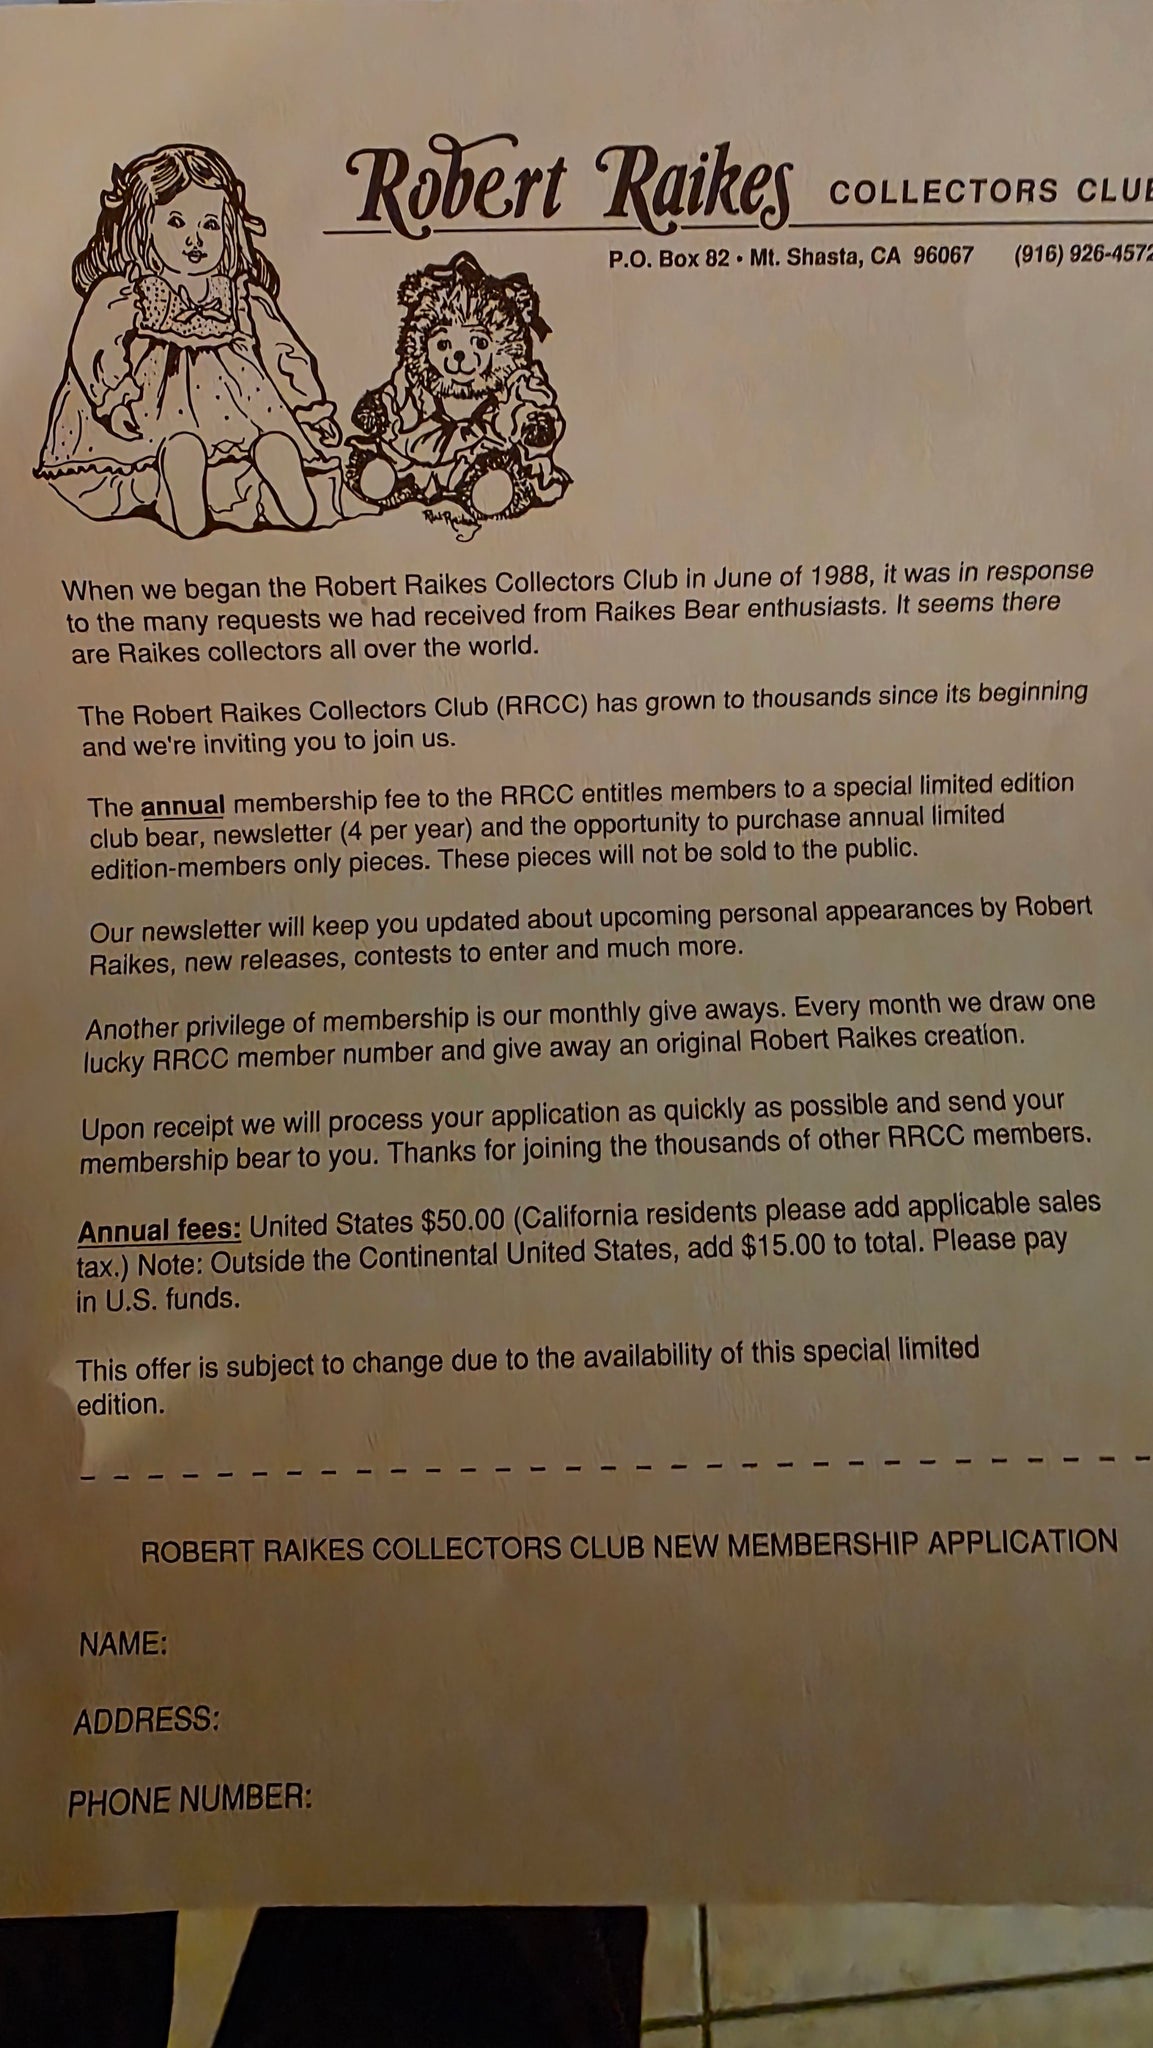 Robert Raikes COLLECTORS CLUB
P.O. Box 82 • Mt. Shasta, CA 96067 (916) 926-4572
When we began the Robert Raikes Collectors Club in June of 1988, it was in response
to the many requests we had received from Raikes Bear enthusiasts. It seems there
are Raikes collectors all over the world.
The Robert Raikes Collectors Club (RRCC) has grown to thousands since its beginning
and we're inviting you to join us.
The annual membership fee to the RRCC entitles members to a special limited edition
club bear, newsletter (4 per year) and the opportunity to purchase annual limited
edition-members only pieces. These pieces will not be sold to the public.
Our newsletter will keep you updated about upcoming personal appearances by Robert
Raikes, new releases, contests to enter and much more.
Another privilege of membership is our monthly give aways. Every month we draw one
lucky RRCC member number and give away an original Robert Raikes creation.
Upon receipt we will process your application as quickly as possible and send your
membership bear to you. Thanks for joining the thousands of other RRCC members.
Annual fees: United States $50.00 (California residents please add applicable sales
tax.) Note: Outside the Continental United States, add $15.00 to total. Please pay
in U.S. funds.
This offer is subject to change due to the availability of this special limited
edition.
ROBERT RAIKES COLLECTORS CLUB NEW MEMBERSHIP APPLICATION
NAME:
ADDRESS:
PHONE NUMBER: